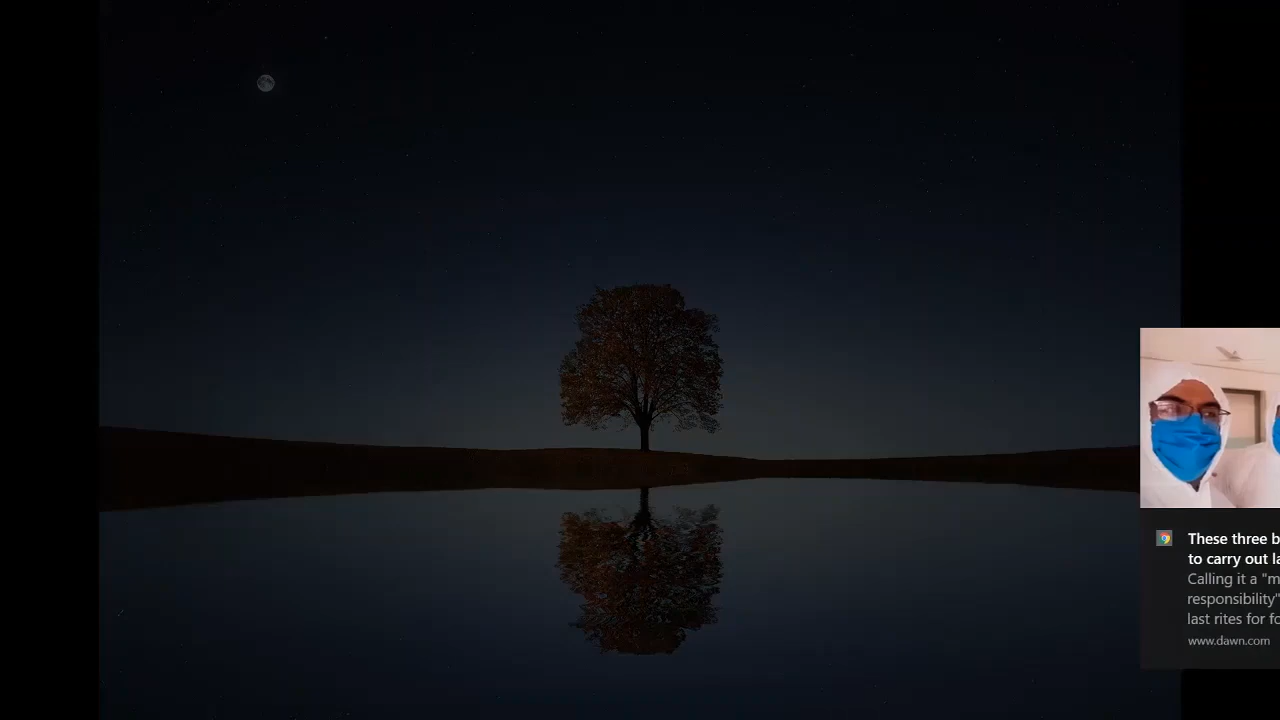 These three b
to carry out la
Calling it a "m
responsibility"
last rites for fo
www.dawn.com